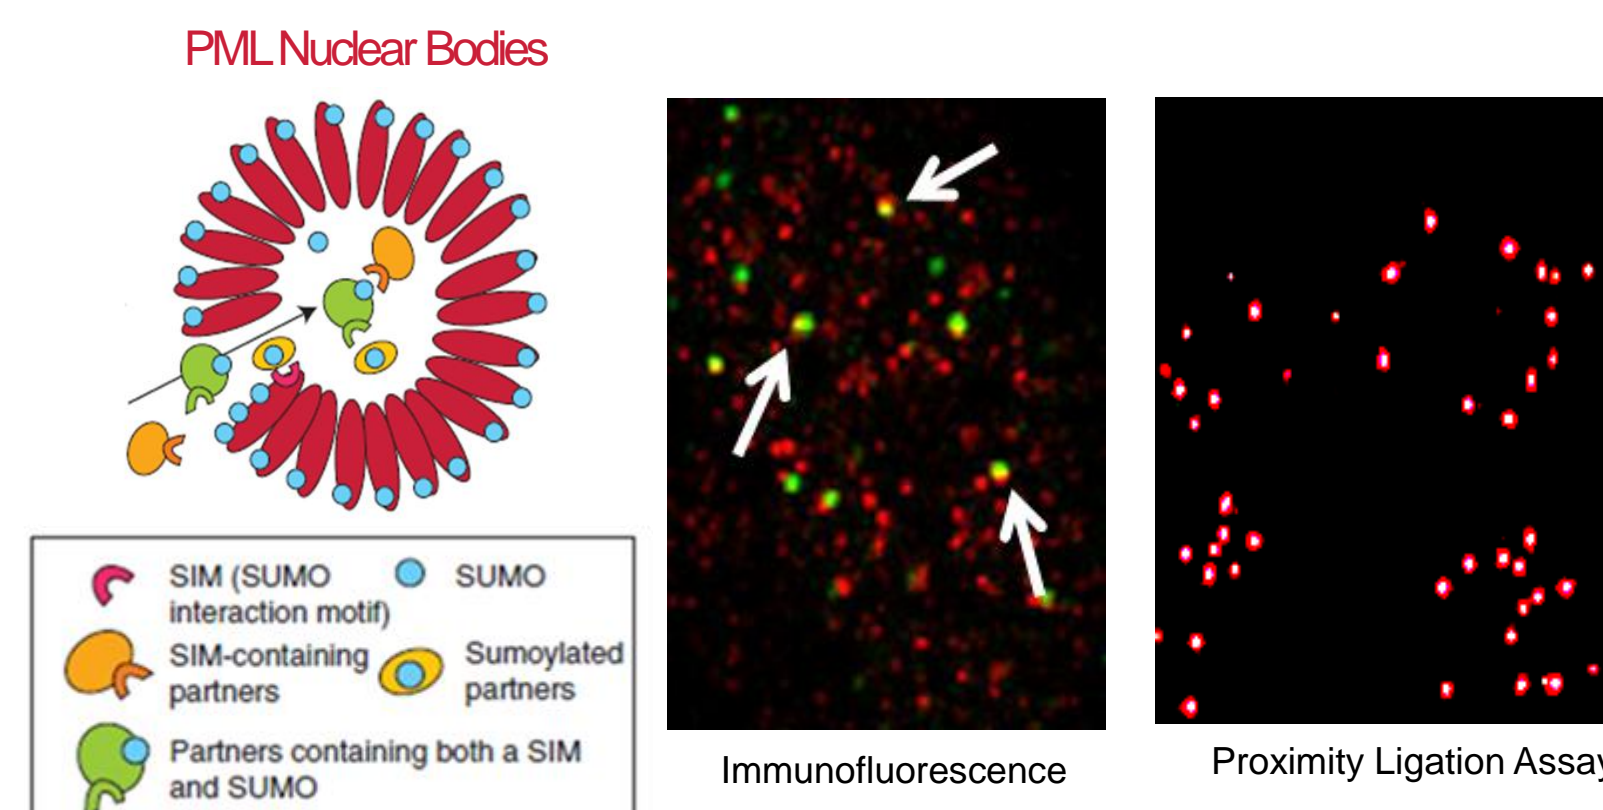 PML Nuclear Bodies
SIM (SUMO
interaction motif)
SUMO
SIM-containing
partners
Sumoylated
partners
Partners containing both a SIM
and SUMO
Immunofluorescence
Proximity Ligation Assay